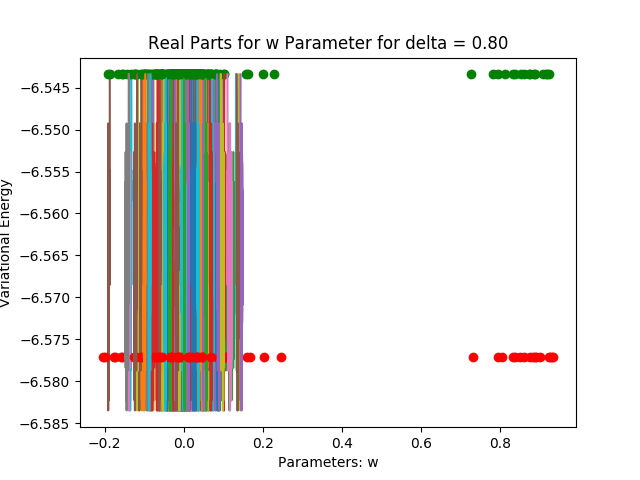 Real Parts for w Parameter for delta = 0.80
Variational Energy
−6.545
−6.550
−6.555
−6.560
−6.565
−6.570
−6.575
−6.580
−6.585
−0.2 0.0 0.2 0.4 0.6 0.8
Parameters: w